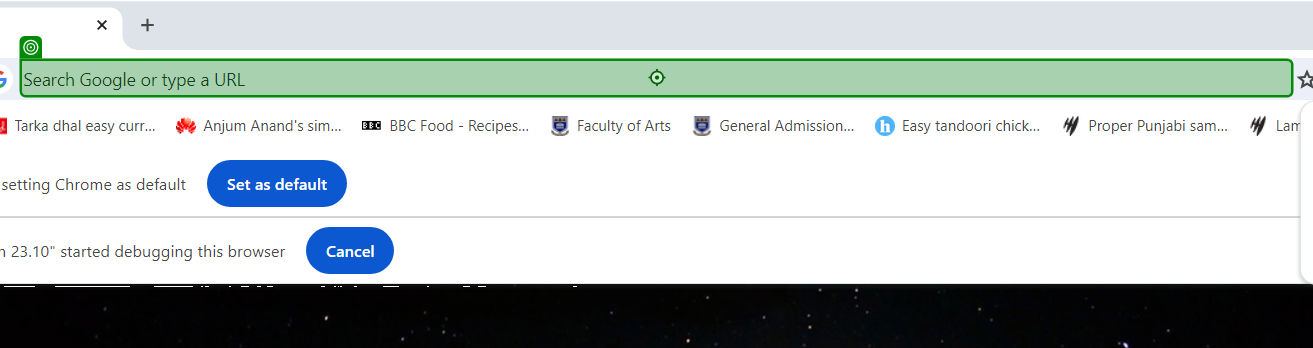 Search Google or type a URL
Tarka dhal easy curr... Anjum Anand's sim... BBC BBC Food - Recipes... Faculty of Arts General Admission... Easy tandoori chick... Proper Punjabi sam... Lam
setting Chrome as default Set as default
23.10" started debugging this browser Cancel